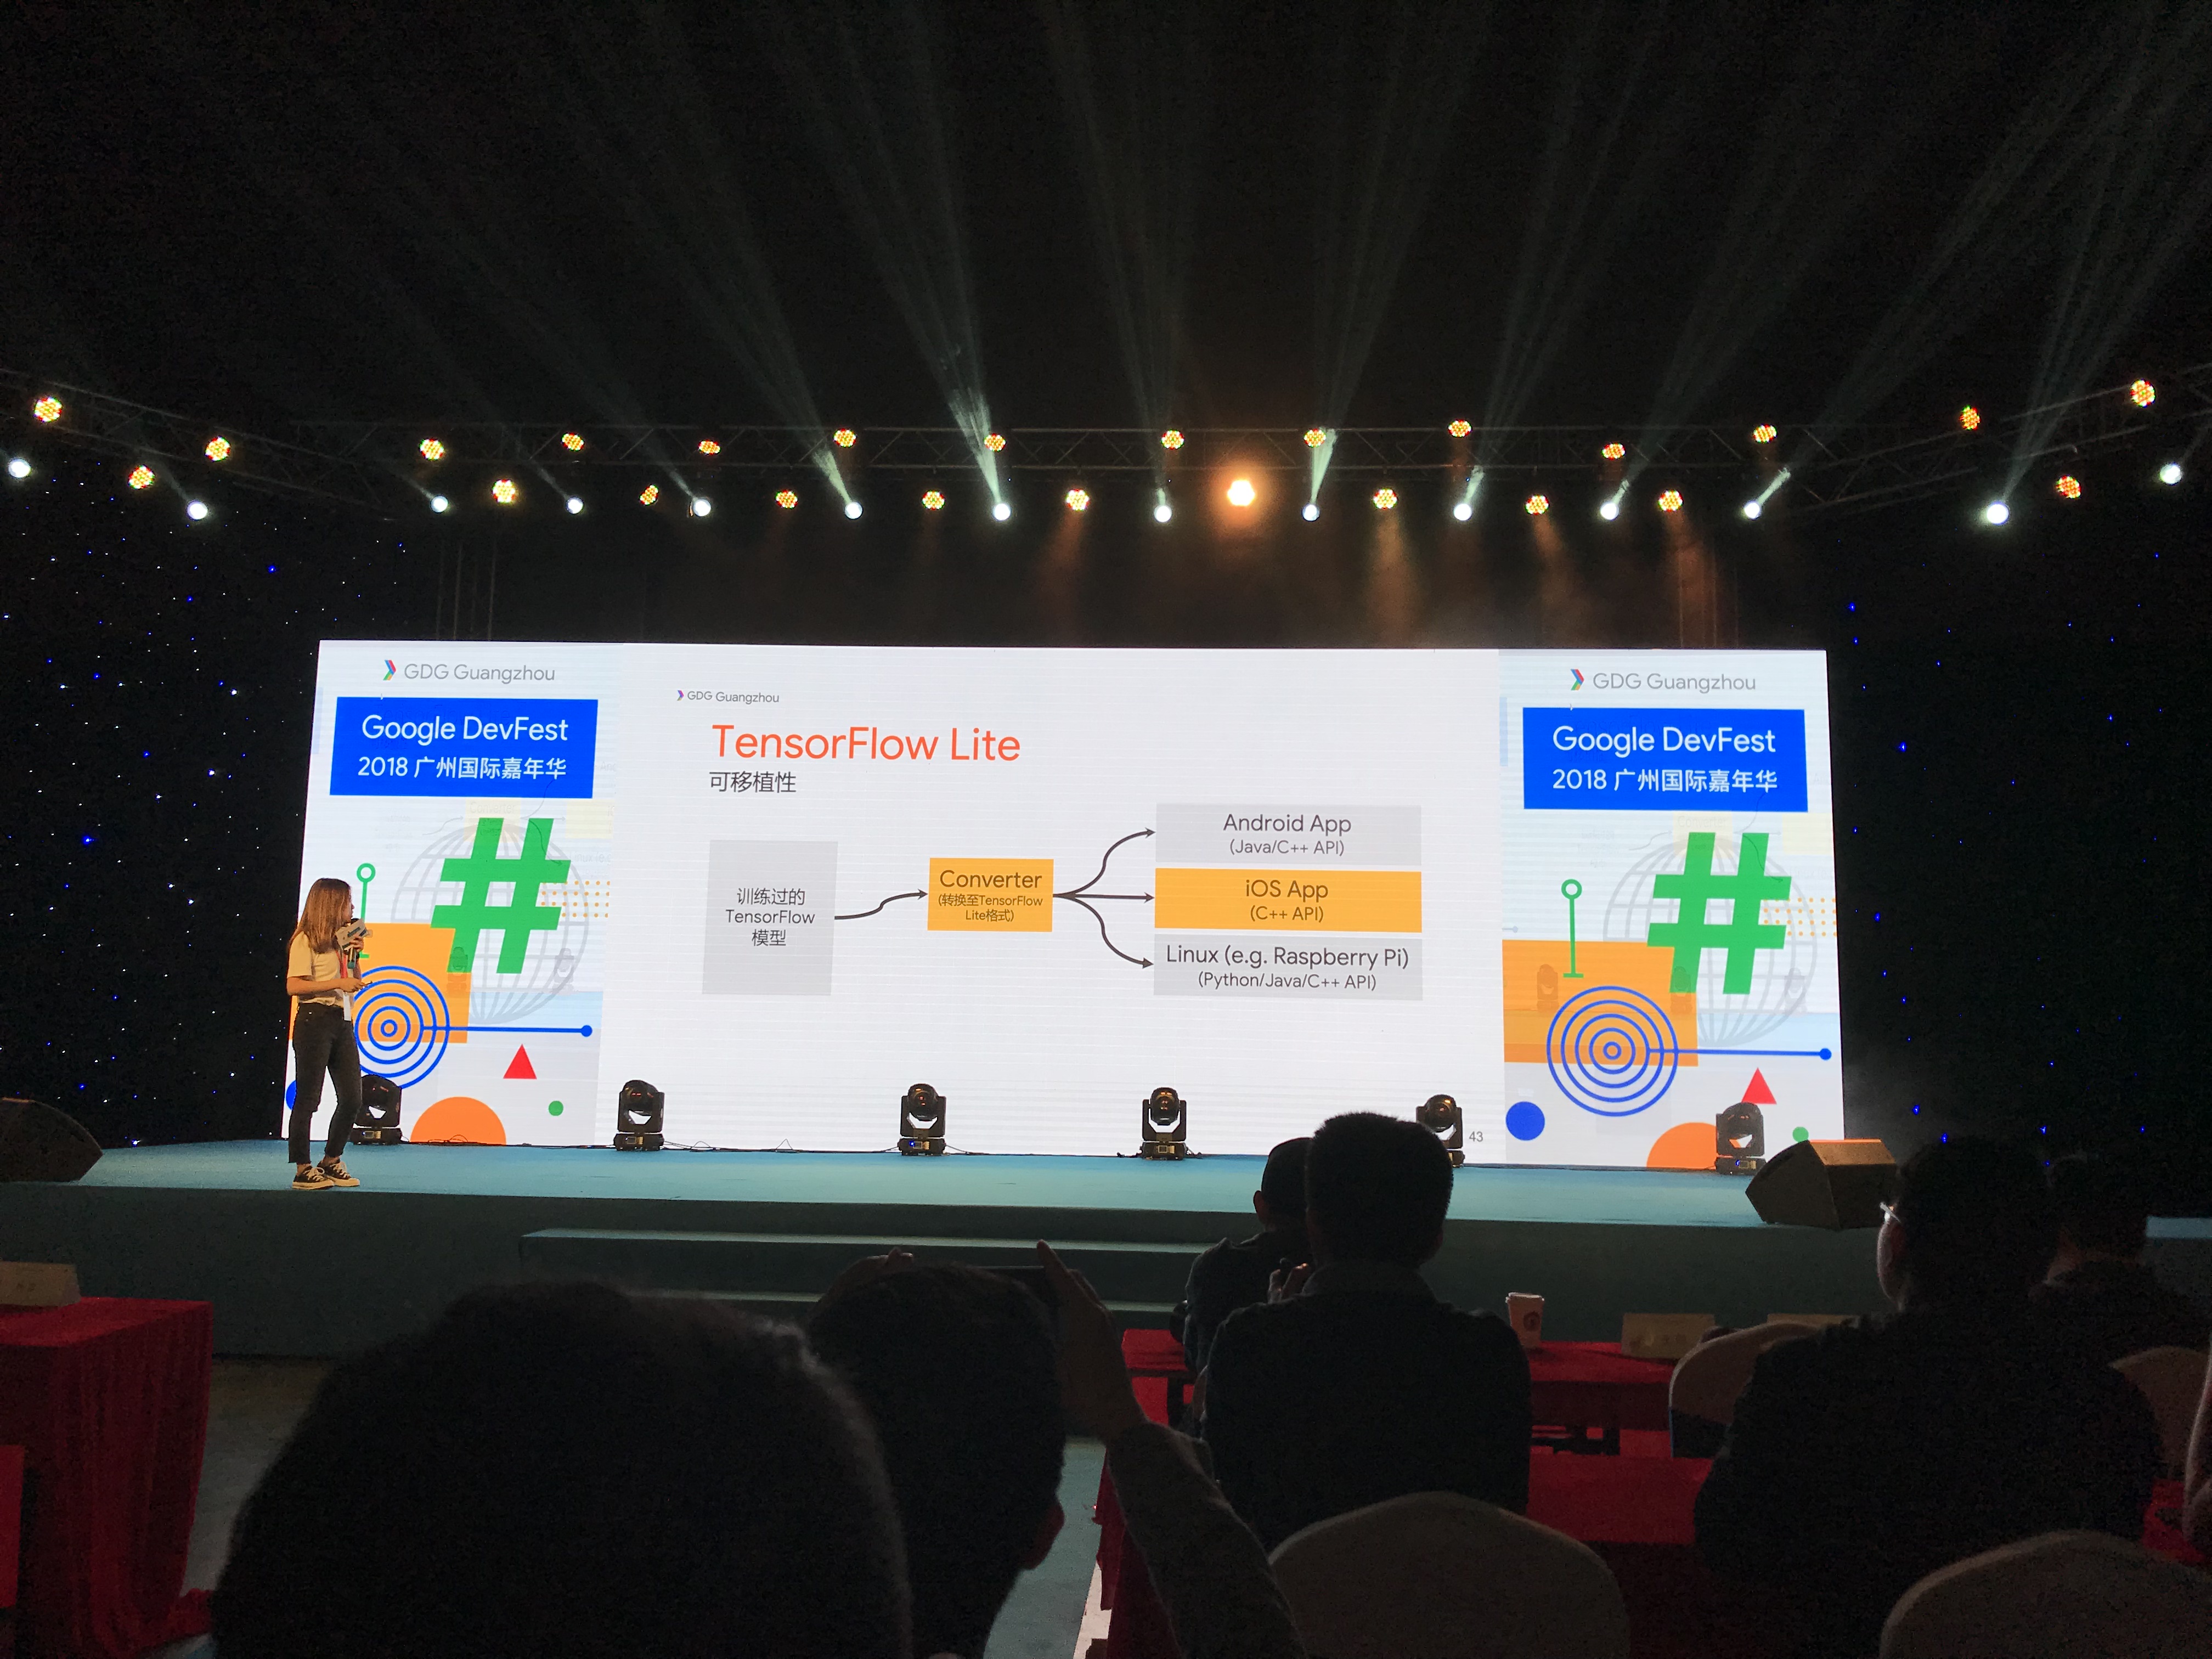 GDG Guangzhou
Google DevFest
2018 广州国际嘉年华
GDG Guangzhou
TensorFlow Lite
可移植性
训练过的
TensorFlow
模型
Converter
(转换至TensorFlow
Lite格式)
Android App
(Java/C++ API)
iOS App
(C++ API)
Linux (e.g. Raspberry Pi)
(Python/Java/C++ API)
43
GDG Guangzhou
Google DevFest
2018 广州国际嘉年华